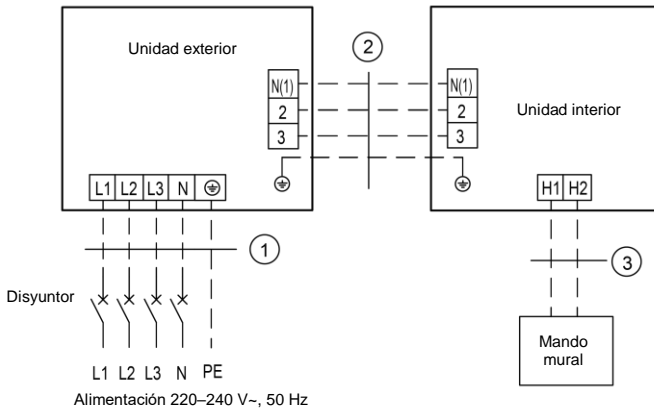 Unidad exterior
N(1)
2
3
L1 L2 L3 N
2
N(1)
2
3
Unidad interior
H1 H2
1
3
Disyuntor
L1 L2 L3 N PE
Mando
mural
Alimentación 220–240 V~, 50 Hz